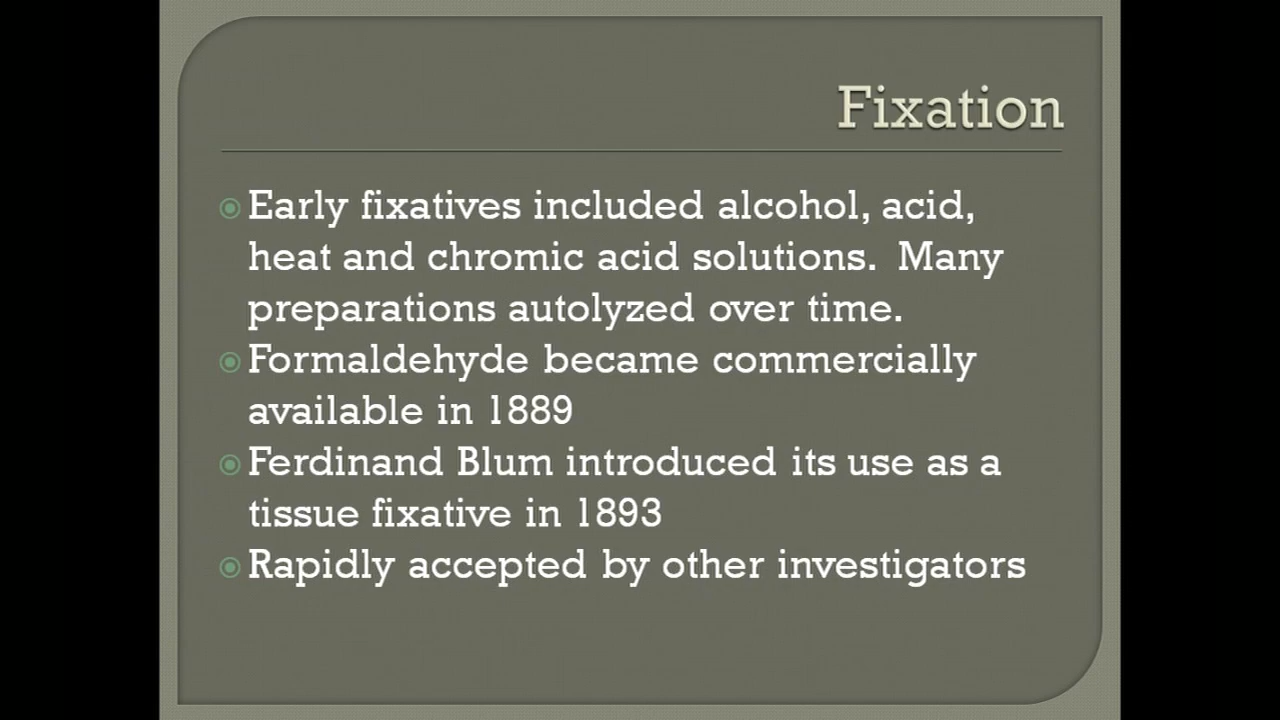 Fixation
Early fixatives included alcohol, acid,
heat and chromic acid solutions.  Many
preparations autolyzed over time.
Formaldehyde became commercially
available in 1889
Ferdinand Blum introduced its use as a
tissue fixative in 1893
Rapidly accepted by other investigators